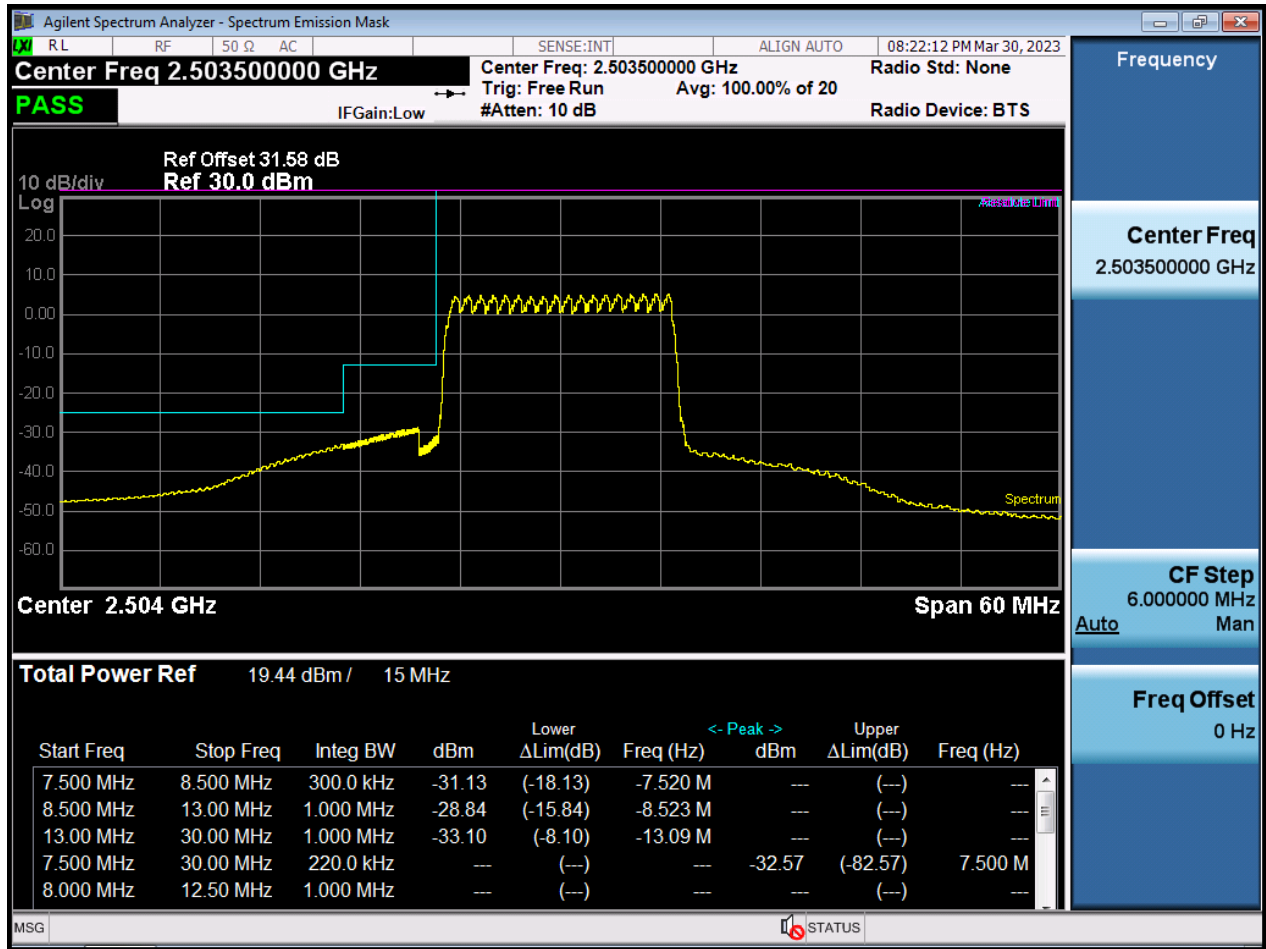 Agilent Spectrum Analyzer - Spectrum Emission Mask
LXI RL RF 50 Ω AC SENSE:INT ALIGN AUTO 08:22:12 PM Mar 30, 2023
Center Freq 2.503500000 GHz
PASS
IFGain:Low
Center Freq: 2.503500000 GHz
Trig: Free Run Avg: 100.00% of 20
#Atten: 10 dB
Radio Std: None
Radio Device: BTS
Ref Offset 31.58 dB
10 dB/div Ref 30.0 dBm
Log
20.0
10.0
0.00
-10.0
-20.0
-30.0
-40.0
-50.0
-60.0
Limit
Spectrum
Center 2.504 GHz Span 60 MHz
Total Power Ref 19.44 dBm / 15 MHz
Lower <- Peak -> Upper
Start Freq Stop Freq Integ BW dBm ΔLim(dB) Freq (Hz) dBm ΔLim(dB) Freq (Hz)
7.500 MHz 8.500 MHz 300.0 kHz -31.13 (-18.13) -7.520 M --- (---) ---
8.500 MHz 13.00 MHz 1.000 MHz -28.84 (-15.84) -8.523 M --- (---) ---
13.00 MHz 30.00 MHz 1.000 MHz -33.10 (-8.10) -13.09 M --- (---) ---
7.500 MHz 30.00 MHz 220.0 kHz --- (---) --- -32.57 (-82.57) 7.500 M
8.000 MHz 12.50 MHz 1.000 MHz --- (---) --- --- (---) ---
MSG STATUS
Frequency
Center Freq
2.503500000 GHz
CF Step
6.000000 MHz
Auto Man
Freq Offset
0 Hz